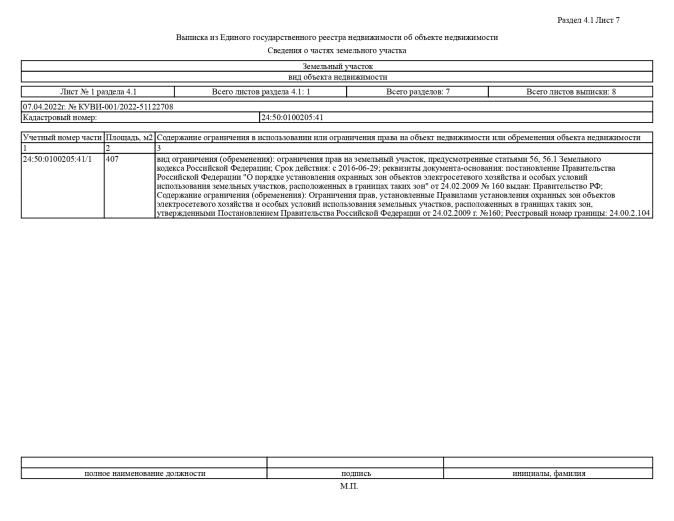 Раздел 4.1 Лист 7
Выписка из Единого государственного реестра недвижимости об объекте недвижимости
Сведения о частях земельного участка
Земельный участок
вид объекта недвижимости
Лист № 1 раздела 4.1 Всего листов раздела 4.1: 1 Всего разделов: 7 Всего листов выписки: 8
07.04.2022г. № КУВИ-001/2022-51122708
Кадастровый номер: 24:50:0100205:41
Учетный номер части Площадь, м2 Содержание ограничения в использовании или ограничения права на объект недвижимости или обременения объекта недвижимости
1 2 3
24:50:0100205:41/1 407 вид ограничения (обременения): ограничения прав на земельный участок, предусмотренные статьями 56, 56.1 Земельного
кодекса Российской Федерации; Срок действия: с 2016-06-29; реквизиты документа-основания: постановление Правительства
Российской Федерации "О порядке установления охранных зон объектов электросетевого хозяйства и особых условий
использования земельных участков, расположенных в границах таких зон" от 24.02.2009 № 160 выдан: Правительство РФ;
Содержание ограничения (обременения): Ограничения прав, установленные Правилами установления охранных зон объектов
электросетевого хозяйства и особых условий использования земельных участков, расположенных в границах таких зон,
утвержденными Постановлением Правительства Российской Федерации от 24.02.2009 г. №160; Реестровый номер границы: 24.00.2.104
полное наименование должности подпись инициалы, фамилия
М.П.